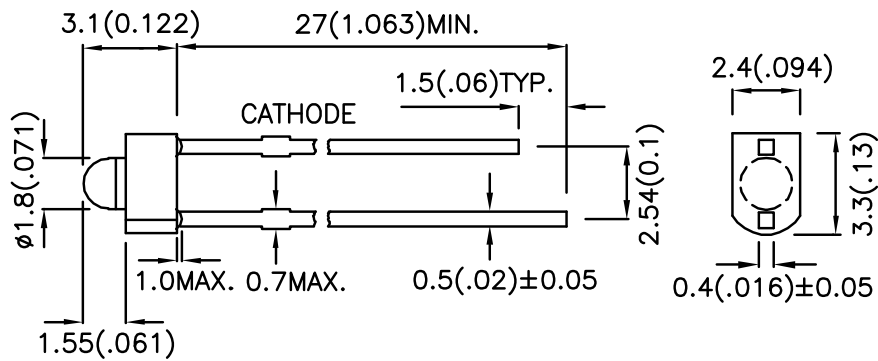 3.1(0.122)
27(1.063)MIN.
1.5(.06)TYP.
2.4(.094)
CATHODE
ø1.8(.071)
2.54(0.1)
3.3(.13)
1.0MAX.
0.7MAX.
0.5(.02)±0.05
0.4(.016)±0.05
1.55(.061)